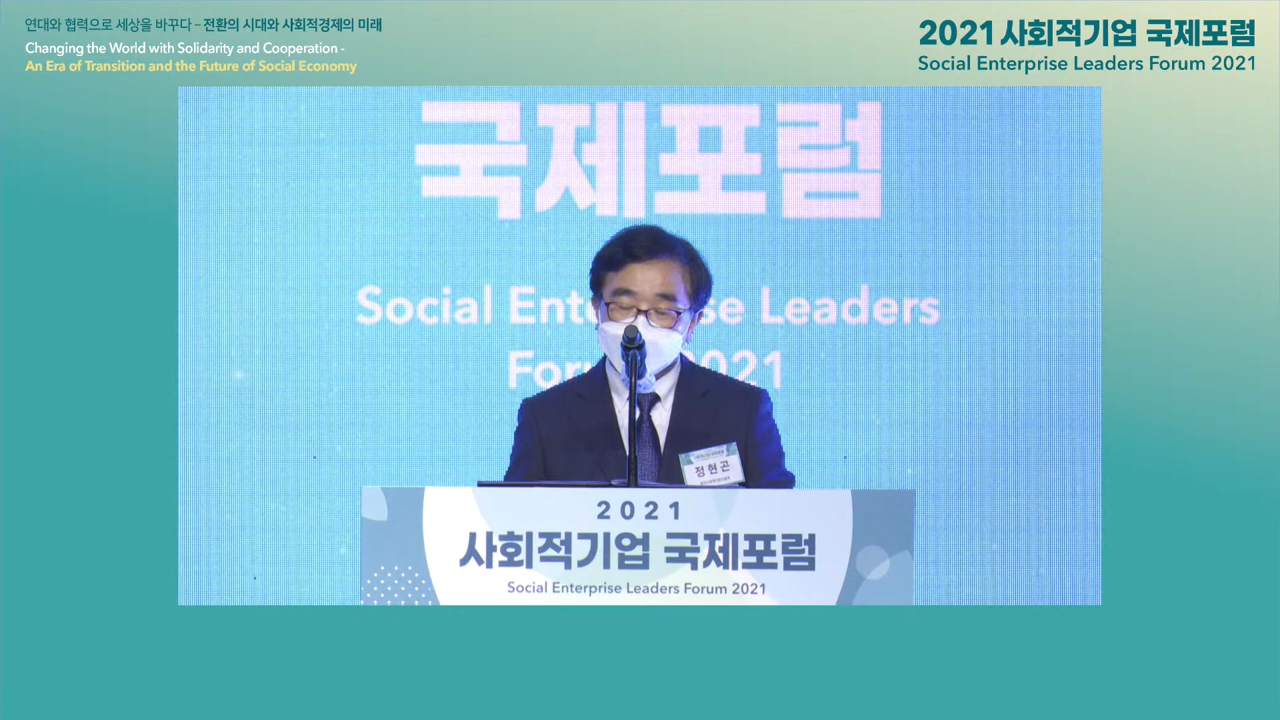 연대와 협력으로 세상을 바꾸다 – 전환의 시대와 사회적경제의 미래
Changing the World with Solidarity and Cooperation -
An Era of Transition and the Future of Social Economy
2021 사회적기업 국제포럼
Social Enterprise Leaders Forum 2021
국제포럼
Social Ent se Leaders
For 2021
정현곤
2021
사회적기업 국제포럼
Social Enterprise Leaders Forum 2021